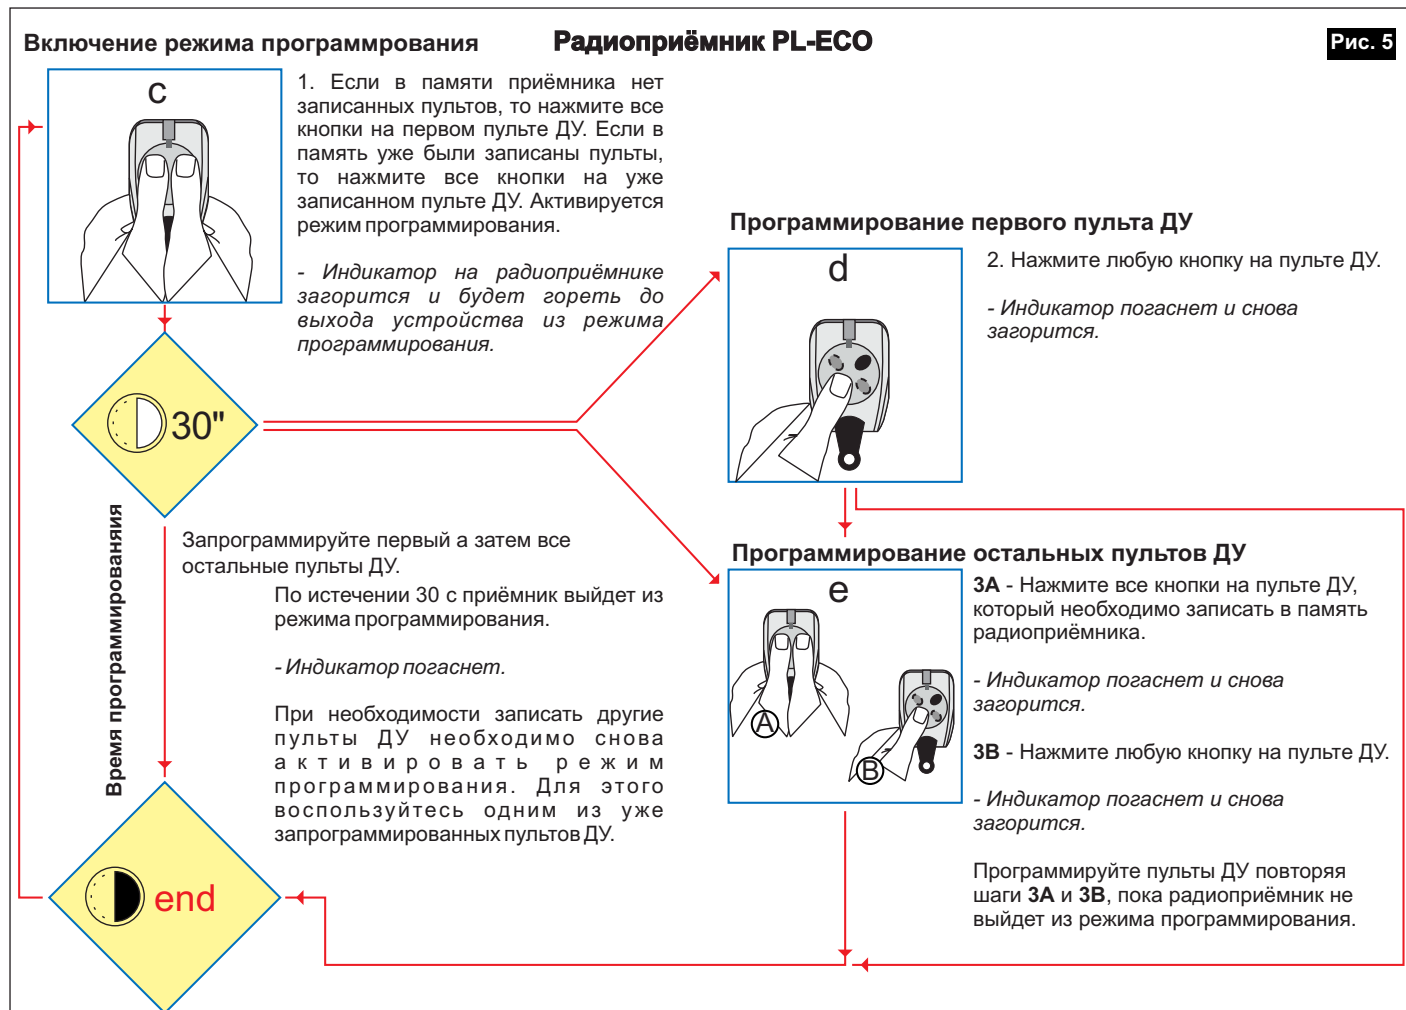 Включение режима программрования
Радиоприёмник PL-ECO
Рис. 5
c
1. Если в памяти приёмника нет
записанных пультов, то нажмите все
кнопки на первом пульте ДУ. Если в
память уже были записаны пульты,
то нажмите все кнопки на уже
записанном пульте ДУ. Активируется
режим программирования.
- Индикатор на радиоприёмнике
загорится и будет гореть до
выхода устройства из режима
программирования.
30"
Программирование первого пульта ДУ
d
2. Нажмите любую кнопку на пульте ДУ.
- Индикатор погаснет и снова
загорится.
Время программированяия
Запрограммируйте первый а затем все
остальные пульты ДУ.
По истечении 30 с приёмник выйдет из
режима программирования.
- Индикатор погаснет.
При необходимости записать другие
пульты ДУ необходимо снова
активировать режим
программирования. Для этого
воспользуйтесь одним из уже
запрограммированных пультов ДУ.
end
Программирование остальных пультов ДУ
e
A
B
3A - Нажмите все кнопки на пульте ДУ,
который необходимо записать в память
радиоприёмника.
- Индикатор погаснет и снова
загорится.
3B - Нажмите любую кнопку на пульте ДУ.
- Индикатор погаснет и снова
загорится.
Программируйте пульты ДУ повторяя
шаги 3A и 3B, пока радиоприёмник не
выйдет из режима программирования.